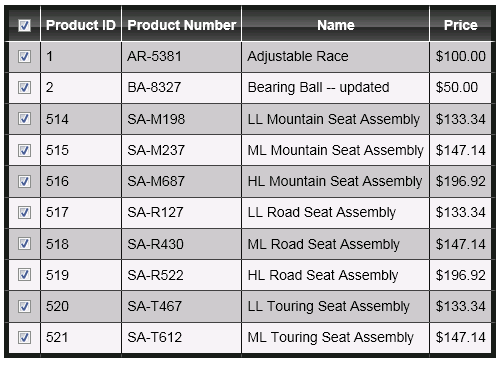 Product ID Product Number Name Price
1 AR-5381 Adjustable Race $100.00
2 BA-8327 Bearing Ball -- updated $50.00
514 SA-M198 LL Mountain Seat Assembly $133.34
515 SA-M237 ML Mountain Seat Assembly $147.14
516 SA-M687 HL Mountain Seat Assembly $196.92
517 SA-R127 LL Road Seat Assembly $133.34
518 SA-R430 ML Road Seat Assembly $147.14
519 SA-R522 HL Road Seat Assembly $196.92
520 SA-T467 LL Touring Seat Assembly $133.34
521 SA-T612 ML Touring Seat Assembly $147.14